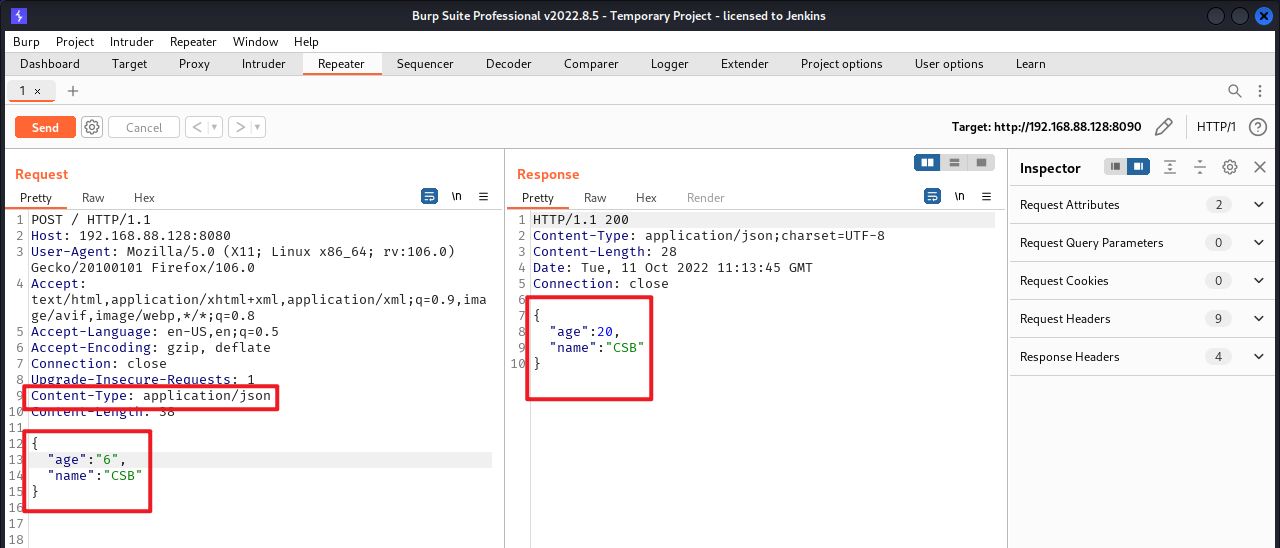 Burp Suite Professional v2022.8.5 - Temporary Project - licensed to Jenkins
Burp Project Intruder Repeater Window Help
Dashboard Target Proxy Intruder Repeater Sequencer Decoder Comparer Logger Extender Project options User options Learn
1 × +
Send Cancel < > Target: http://192.168.88.128:8090 HTTP/1 ?
Request
Pretty Raw Hex \n
1 POST / HTTP/1.1
2 Host: 192.168.88.128:8080
3 User-Agent: Mozilla/5.0 (X11; Linux x86_64; rv:106.0)
Gecko/20100101 Firefox/106.0
4 Accept:
text/html,application/xhtml+xml,application/xml;q=0.9,ima
ge/avif,image/webp,*/*;q=0.8
5 Accept-Language: en-US,en;q=0.5
6 Accept-Encoding: gzip, deflate
7 Connection: close
8 Upgrade-Insecure-Requests: 1
9 Content-Type: application/json
10 Content-Length: 38
11
12 {
13 "age":"6",
14 "name":"CSB"
15 }
16
17
18
Response
Pretty Raw Hex Render \n
1 HTTP/1.1 200
2 Content-Type: application/json;charset=UTF-8
3 Content-Length: 28
4 Date: Tue, 11 Oct 2022 11:13:45 GMT
5 Connection: close
6
7 {
8 "age":20,
9 "name":"CSB"
10 }
Inspector
Request Attributes 2
Request Query Parameters 0
Request Cookies 0
Request Headers 9
Response Headers 4